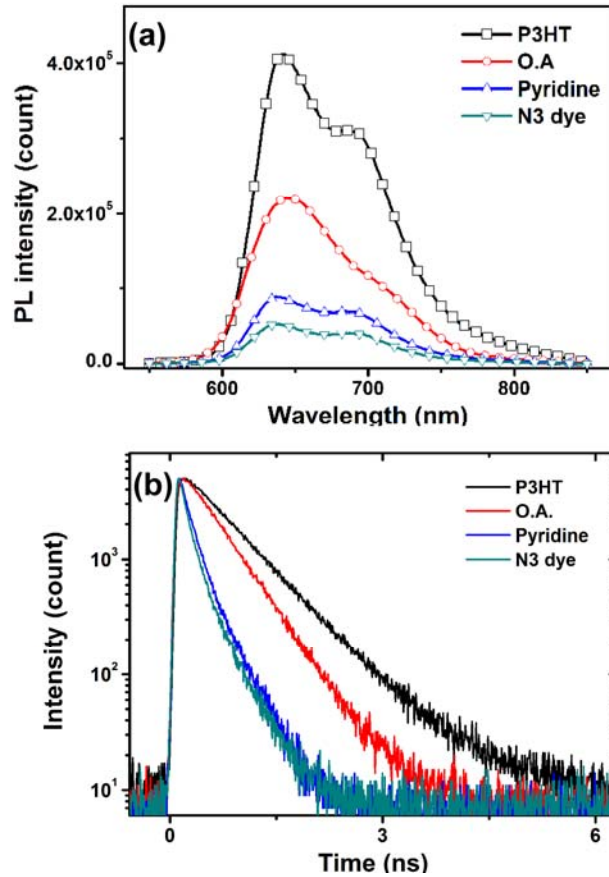 (a)
P3HT
O.A
Pyridine
N3 dye
PL intensity (count)
4.0x10⁵
2.0x10⁵
0.0
600 700 800
Wavelength (nm)
(b)
P3HT
O.A.
Pyridine
N3 dye
Intensity (count)
10³
10²
10¹
0 3 6
Time (ns)